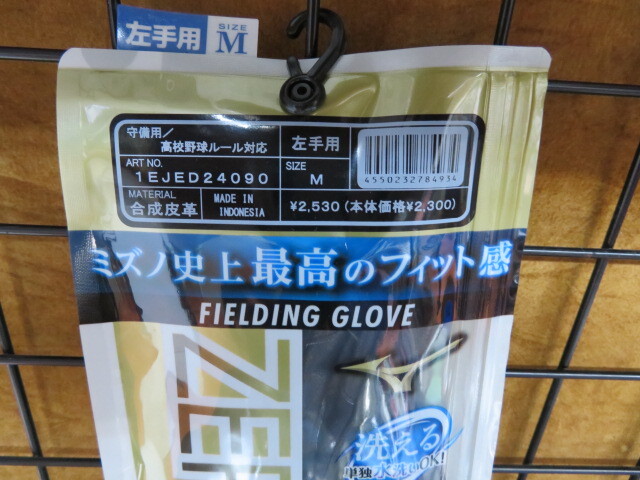 左手用 SIZE M
守備用/
高校野球ルール対応
左手用
ART NO.
1EJED24090
SIZE
M
4550232784934
MATERIAL
合成皮革
MADE IN
INDONESIA
¥2,530(本体価格¥2,300)
ミズノ史上最高のフィット感
FIELDING GLOVE
洗える
単独水洗いOK!